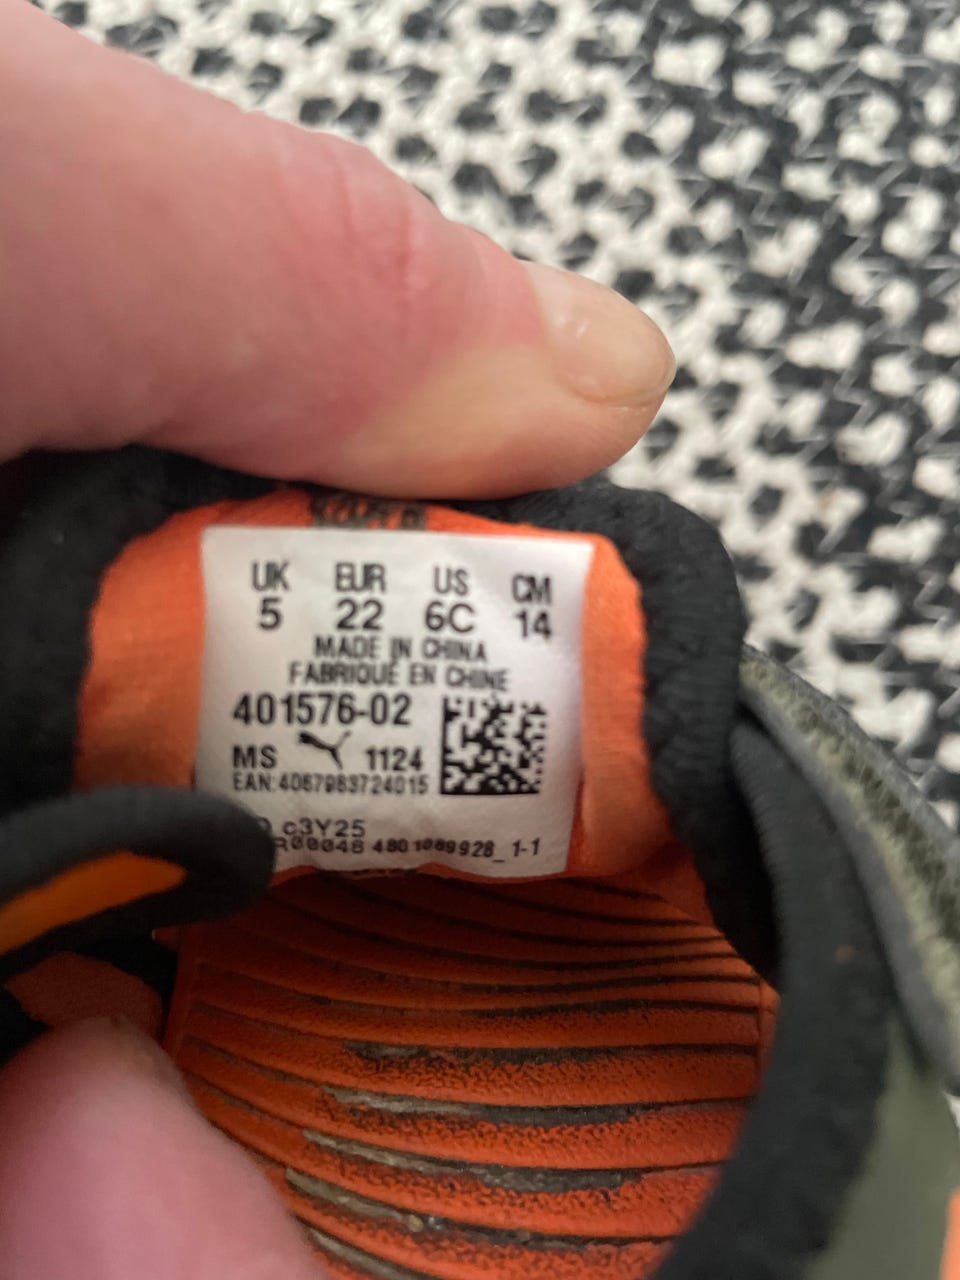 UK EUR US CM
5 22 6C 14
MADE IN CHINA
FABRIQUÉ EN CHINE
401576-02
MS 1124
EAN:4067983724015
c3Y25
R00048 4801089928_1-1